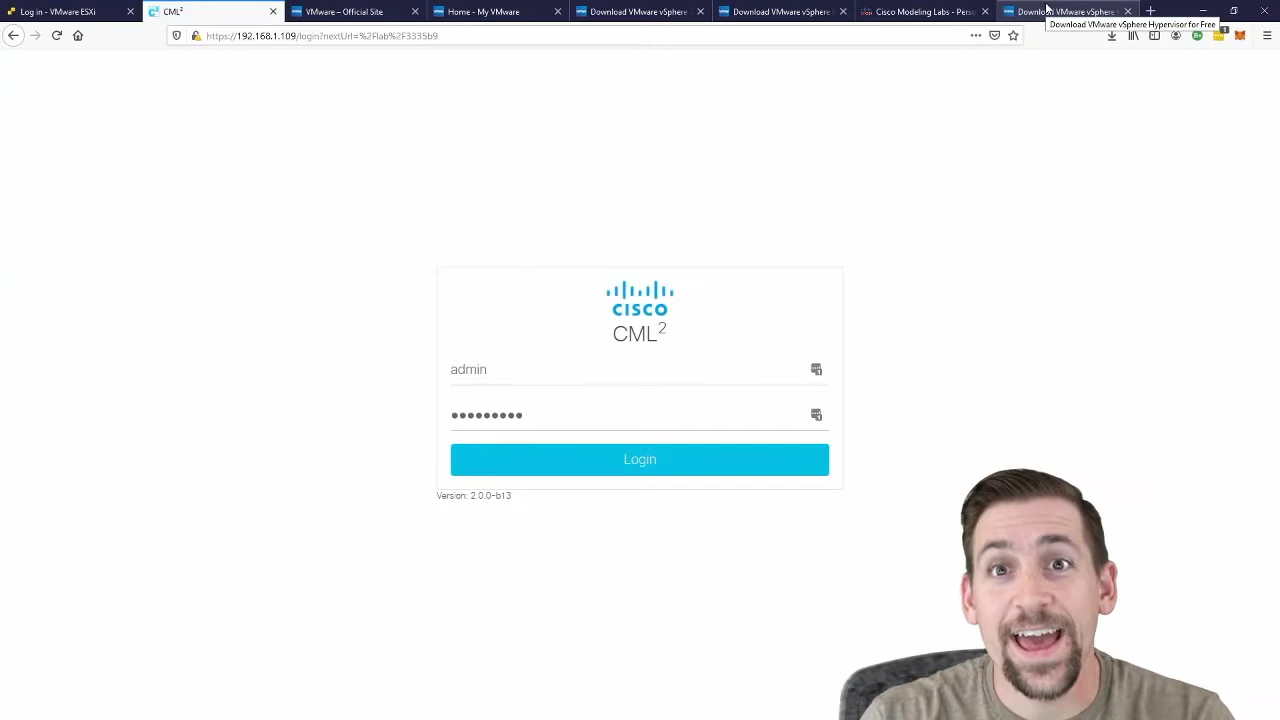 Log in - VMware ESXi
CML²
VMware – Official Site
Home - My VMware
Download VMware vSphere
Download VMware vSphere
Cisco Modeling Labs - Perso
Download VMware vSphere
Download VMware vSphere Hypervisor for Free
https://192.168.1.109/login?nextUrl=%2Flab%2F3335b9
1
CISCO
CML²
admin
Login
Version: 2.0.0-b13